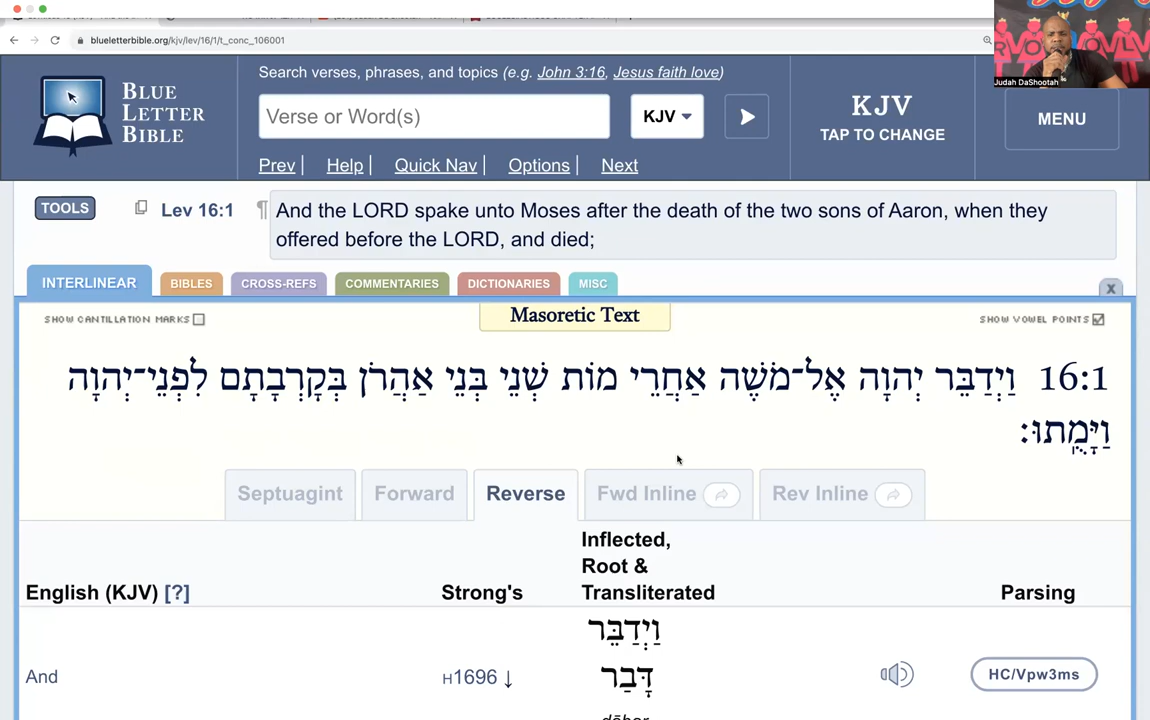 blueletterbible.org/kjv/lev/16/1/t_conc_106001
Judah DaShootah
BLUE
LETTER
BIBLE
Search verses, phrases, and topics (e.g. John 3:16, Jesus faith love)
Verse or Word(s)
KJV
KJV
TAP TO CHANGE
MENU
Prev | Help | Quick Nav | Options | Next
TOOLS
Lev 16:1
¶ And the LORD spake unto Moses after the death of the two sons of Aaron, when they
offered before the LORD, and died;
INTERLINEAR
BIBLES
CROSS-REFS
COMMENTARIES
DICTIONARIES
MISC
x
SHOW CANTILLATION MARKS
Masoretic Text
SHOW VOWEL POINTS
16:1 וַיְדַבֵּר יְהוָה אֶל־מֹשֶׁה אַחֲרֵי מוֹת שְׁנֵי בְּנֵי אַהֲרֹן בְּקָרְבָתָם לִפְנֵי־יְהוָה
וַיָּמֻֽתוּ׃
Septuagint
Forward
Reverse
Fwd Inline
Rev Inline
Inflected,
Root &
Transliterated
English (KJV) [?]
Strong's
Parsing
וַיְדַבֵּר
And
H1696 ↓
דָּבַר
HC/Vpw3ms
dāḇar